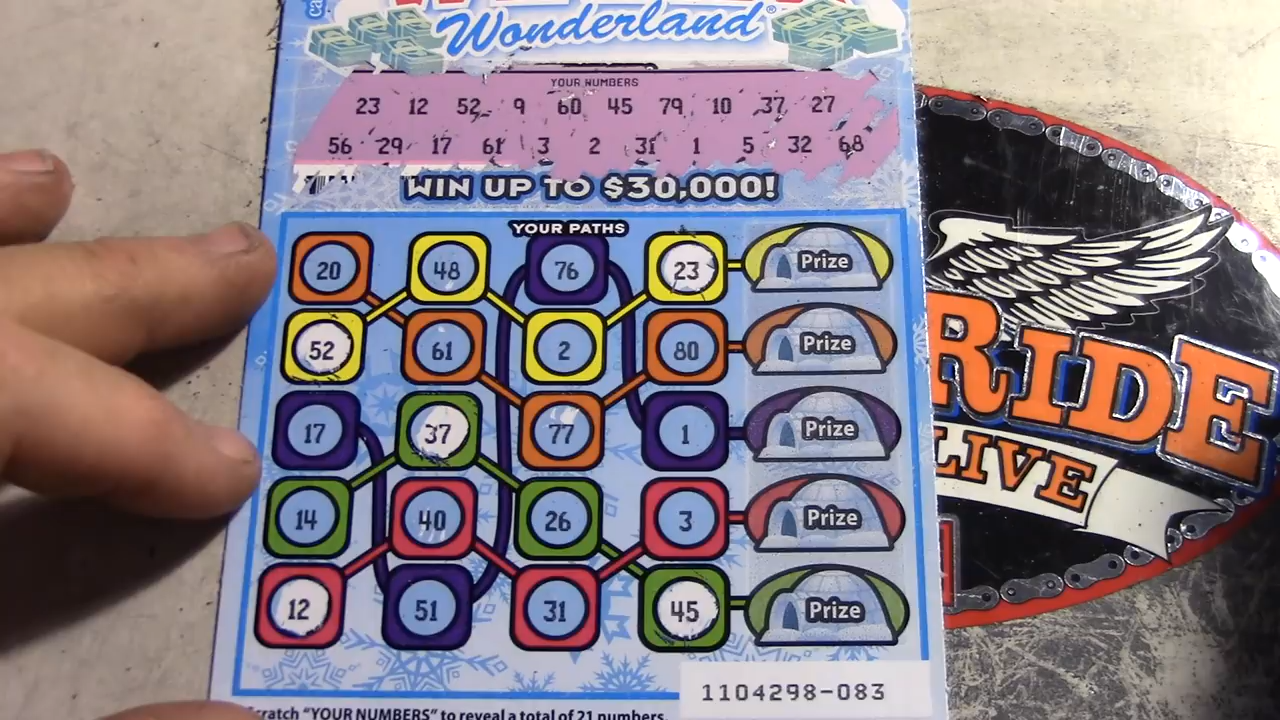 Wonderland®
YOUR NUMBERS
23 12 52 9 60 45 79 10 37 27
56 29 17 61 3 2 31 1 5 32 68
WIN UP TO $30,000!
YOUR PATHS
20 48 76 23 Prize
52 61 2 80 Prize
17 37 77 1 Prize
14 40 26 3 Prize
12 51 31 45 Prize
1104298-083
Scratch "YOUR NUMBERS" to reveal a total of 21 numbers.
RIDE
LIVE